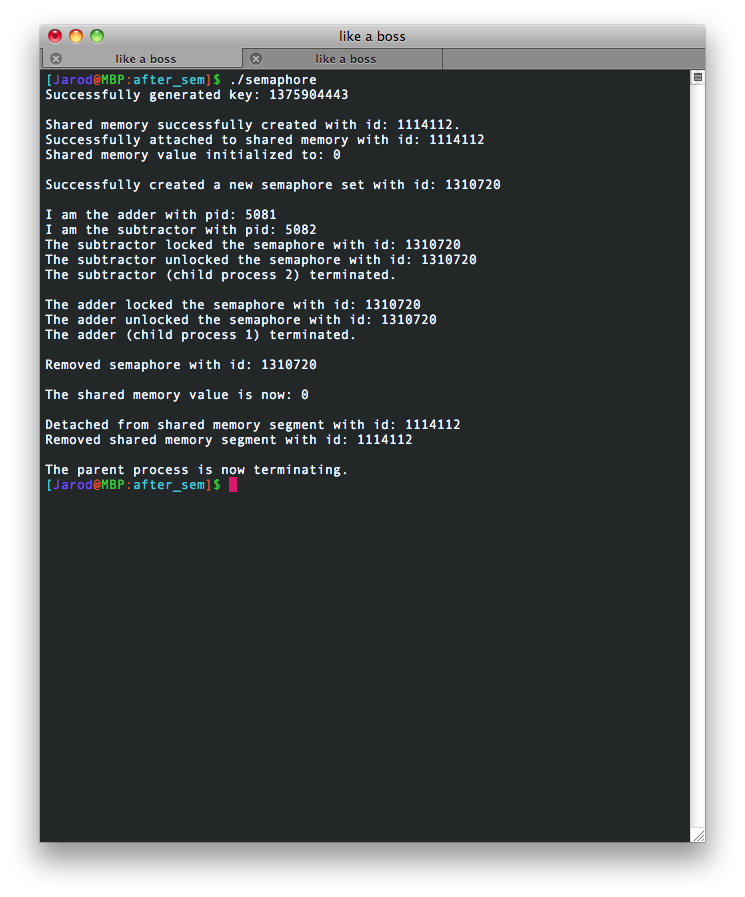 like a boss
like a boss like a boss
[Jarod@MBP:after_sem]$ ./semaphore
Successfully generated key: 1375904443
Shared memory successfully created with id: 1114112.
Successfully attached to shared memory with id: 1114112
Shared memory value initialized to: 0
Successfully created a new semaphore set with id: 1310720
I am the adder with pid: 5081
I am the subtractor with pid: 5082
The subtractor locked the semaphore with id: 1310720
The subtractor unlocked the semaphore with id: 1310720
The subtractor (child process 2) terminated.
The adder locked the semaphore with id: 1310720
The adder unlocked the semaphore with id: 1310720
The adder (child process 1) terminated.
Removed semaphore with id: 1310720
The shared memory value is now: 0
Detached from shared memory segment with id: 1114112
Removed shared memory segment with id: 1114112
The parent process is now terminating.
[Jarod@MBP:after_sem]$